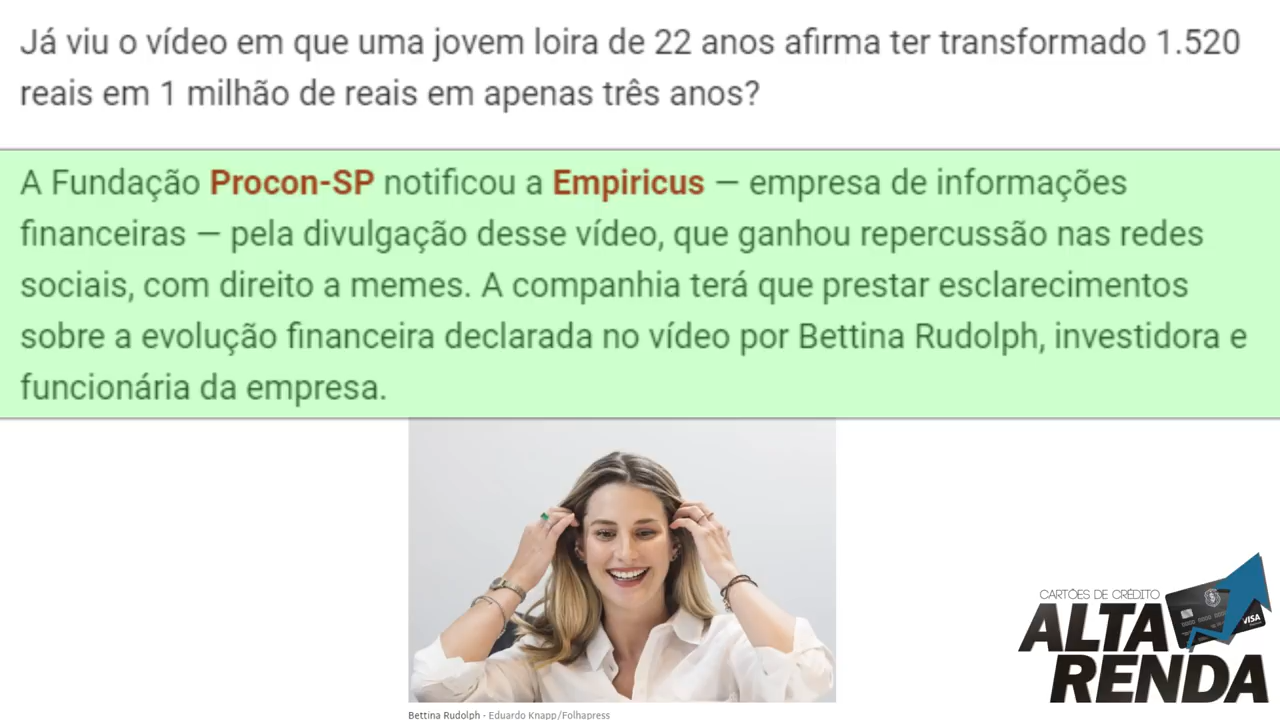 Já viu o vídeo em que uma jovem loira de 22 anos afirma ter transformado 1.520
reais em 1 milhão de reais em apenas três anos?
A Fundação Procon-SP notificou a Empiricus — empresa de informações
financeiras — pela divulgação desse vídeo, que ganhou repercussão nas redes
sociais, com direito a memes. A companhia terá que prestar esclarecimentos
sobre a evolução financeira declarada no vídeo por Bettina Rudolph, investidora e
funcionária da empresa.
Bettina Rudolph - Eduardo Knapp/Folhapress
CARTÕES DE CRÉDITO
ALTA
VISA
RENDA